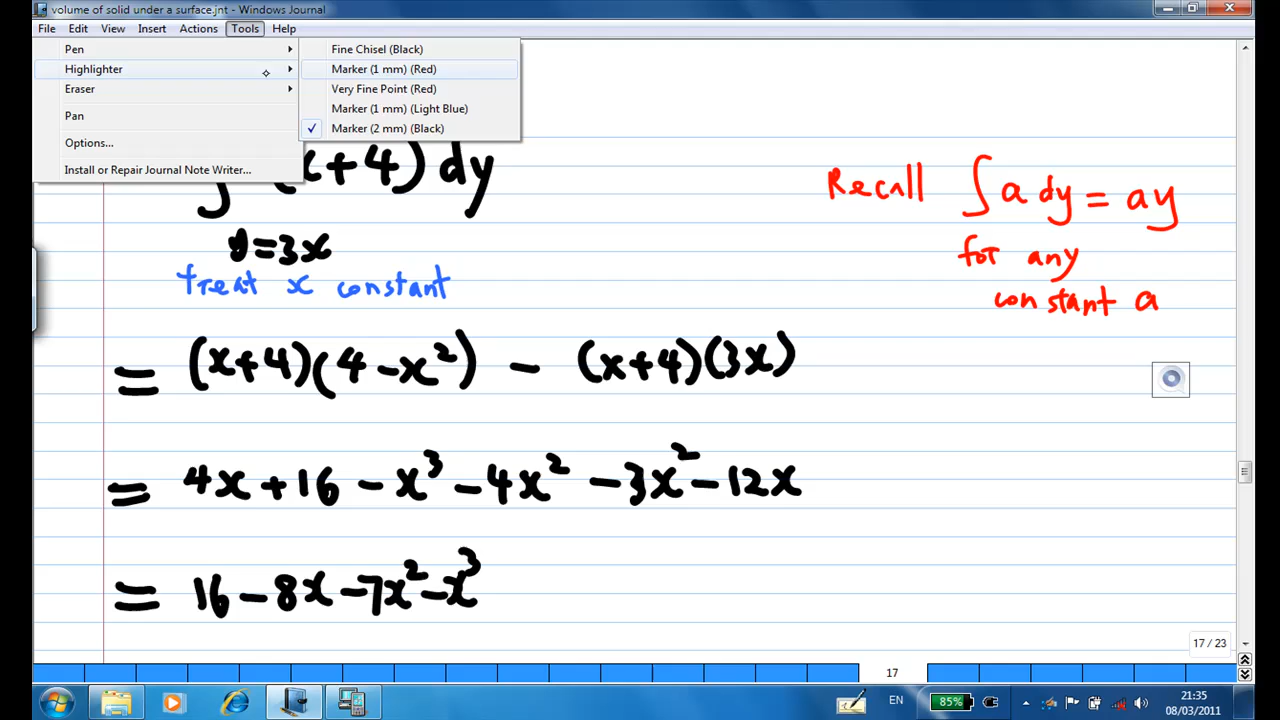 volume of solid under a surface.jnt - Windows Journal
File Edit View Insert Actions Tools Help
Pen
Highlighter
Eraser
Pan
Options...
Install or Repair Journal Note Writer...
Fine Chisel (Black)
Marker (1 mm) (Red)
Very Fine Point (Red)
Marker (1 mm) (Light Blue)
✓ Marker (2 mm) (Black)
∫ (x+4) dy
y=3x
treat x constant
Recall ∫ a dy = ay
for any
constant a
= (x+4)(4-x²) - (x+4)(3x)
= 4x+16-x³-4x²-3x²-12x
= 16-8x-7x²-x³
17 / 23
17
EN
85%
21:35
08/03/2011